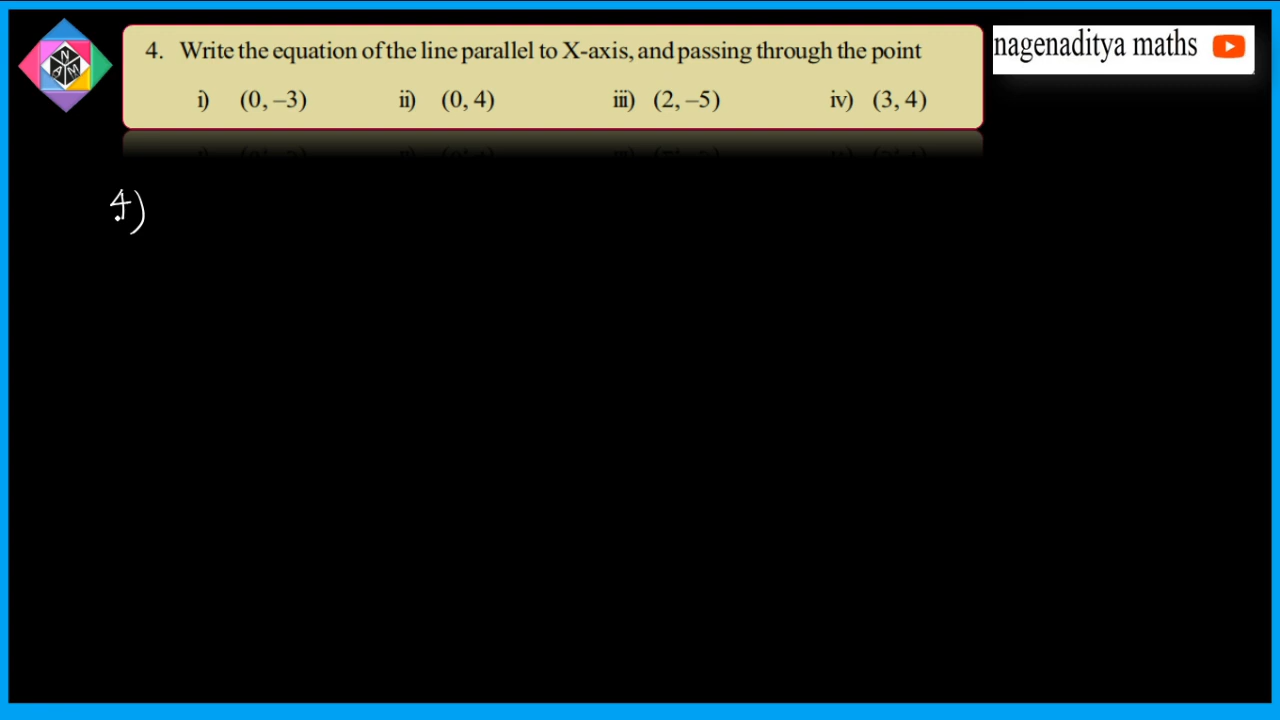 4. Write the equation of the line parallel to X-axis, and passing through the point
i) (0, –3) ii) (0, 4) iii) (2, –5) iv) (3, 4)
nagenaditya maths
N
A M
4)